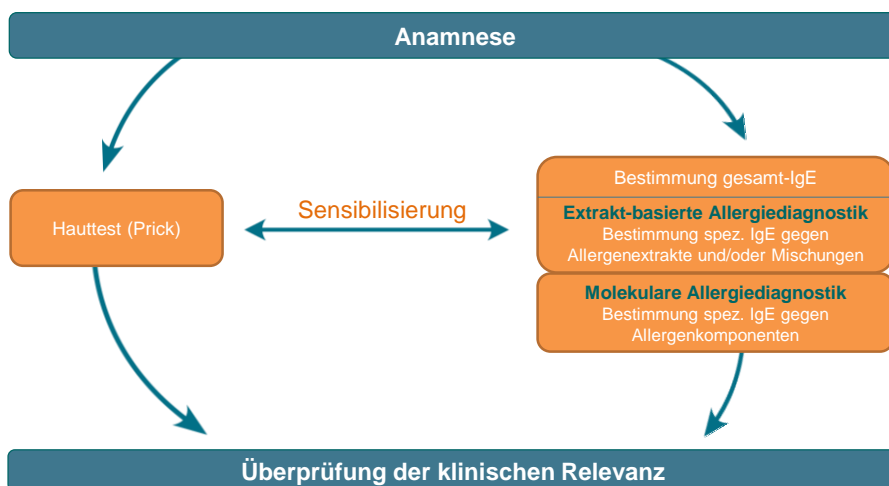 Anamnese
Hauttest (Prick)
Sensibilisierung
Bestimmung gesamt-IgE
Extrakt-basierte Allergiediagnostik
Bestimmung spez. IgE gegen
Allergenextrakte und/oder Mischungen
Molekulare Allergiediagnostik
Bestimmung spez. IgE gegen
Allergenkomponenten
Überprüfung der klinischen Relevanz